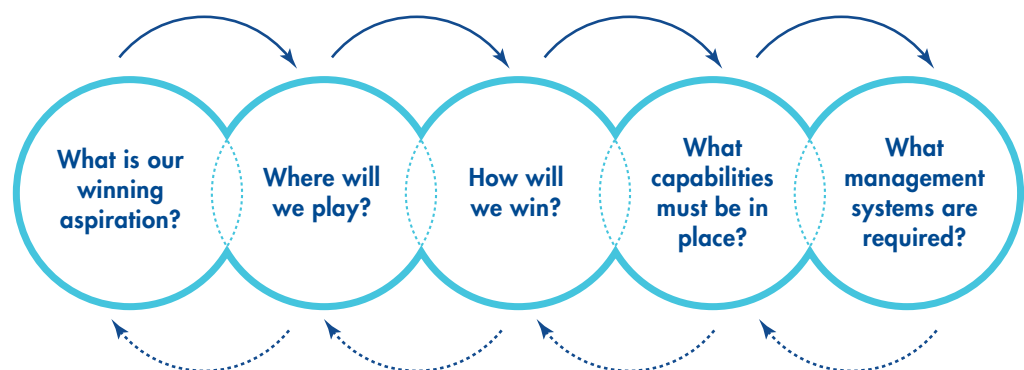 What is our
winning
aspiration?
Where will
we play?
How will
we win?
What
capabilities
must be in
place?
What
management
systems are
required?